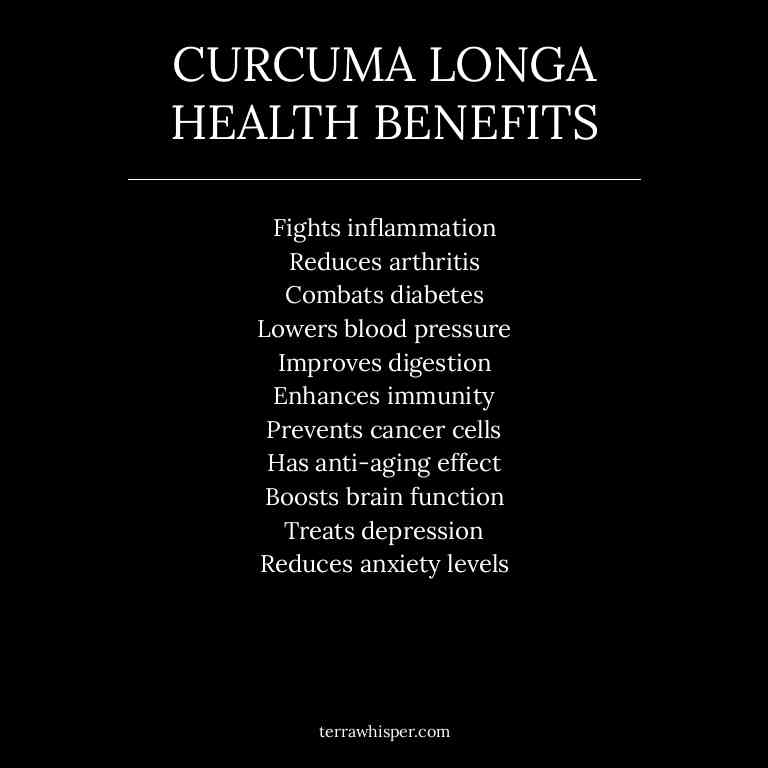 CURCUMA LONGA
HEALTH BENEFITS
Fights inflammation
Reduces arthritis
Combats diabetes
Lowers blood pressure
Improves digestion
Enhances immunity
Prevents cancer cells
Has anti-aging effect
Boosts brain function
Treats depression
Reduces anxiety levels
terrawhisper.com